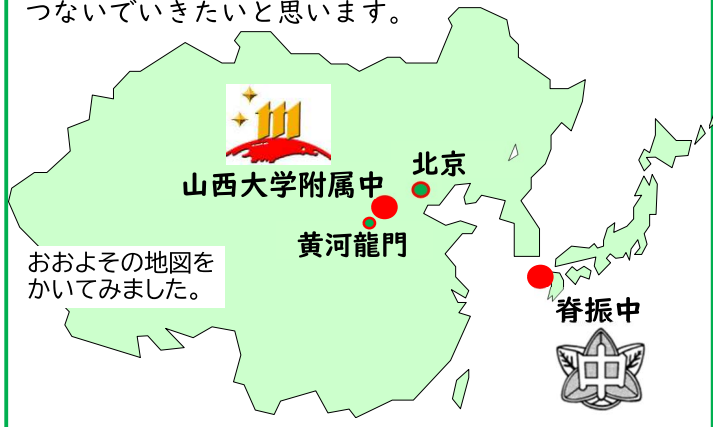 つないでいきたいと思います。
北京
山西大学附属中
黄河龍門
おおよその地図を
かいてみました。
脊振中
中